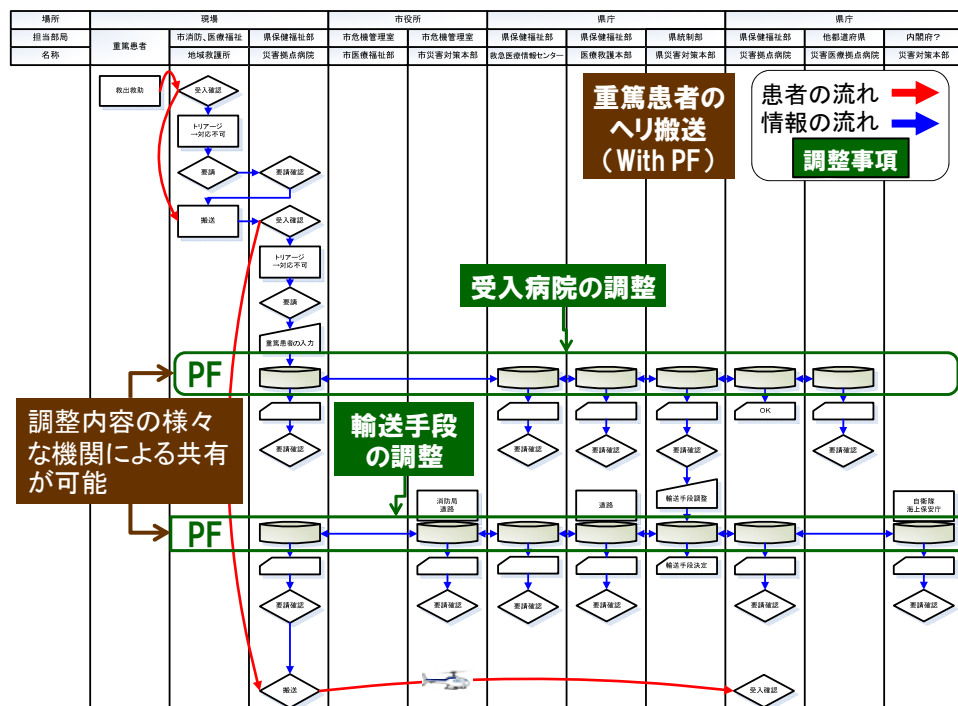 場所 現場 市役所 県庁 県庁
担当部局 重篤患者 市消防、医療福祉 県保健福祉部 市危機管理室 市危機管理室 県保健福祉部 県保健福祉部 県統制部 県保健福祉部 他都道府県 内閣府?
名称 地域救護所 災害拠点病院 市医療福祉部 市災害対策本部 救急医療情報センター 医療救護本部 県災害対策本部 災害拠点病院 災害医療拠点病院 災害対策本部
救出救助
受入確認
トリアージ
→対応不可
要請
要請確認
搬送
受入確認
トリアージ
→対応不可
要請
重篤患者の入力
重篤患者の
ヘリ搬送
(With PF)
患者の流れ
情報の流れ
調整事項
受入病院の調整
PF
OK
要請確認 要請確認 要請確認 要請確認 要請確認
調整内容の様々
な機関による共有
が可能
輸送手段
の調整
輸送手段調整
消防局
道路
道路
自衛隊
海上保安庁
PF
輸送手段決定
要請確認 要請確認 要請確認 要請確認 要請確認 要請確認
搬送
受入確認